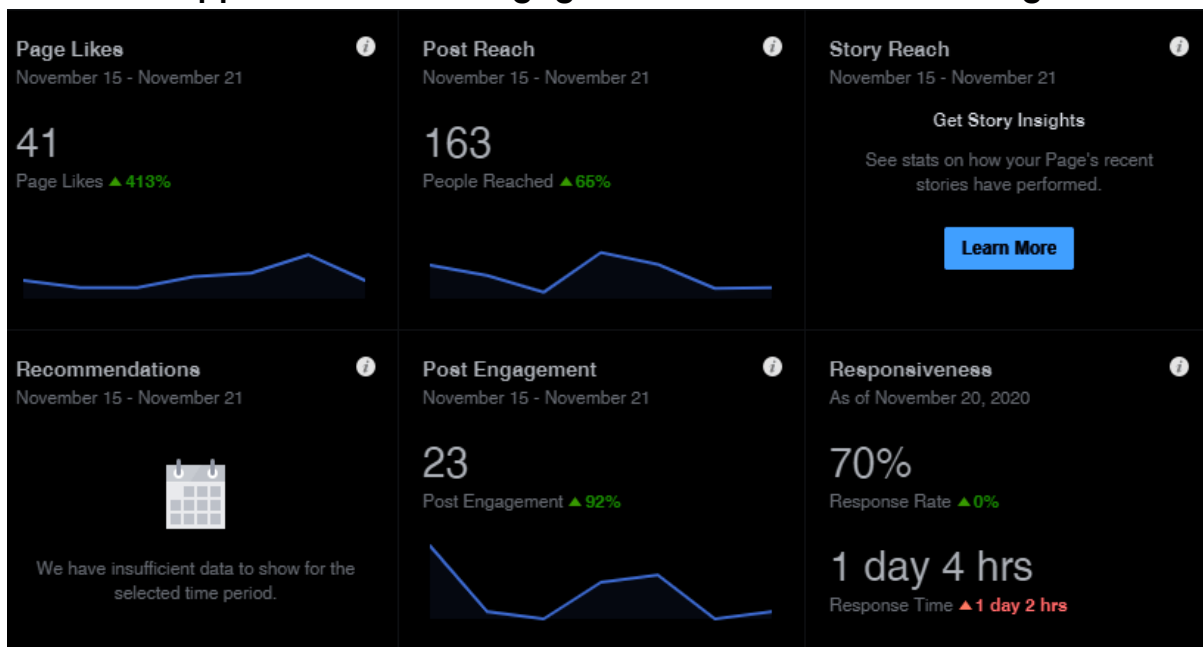 Page Likes
November 15 - November 21
41
Page Likes ▲ 413%
Post Reach
November 15 - November 21
163
People Reached ▲ 65%
Story Reach
November 15 - November 21
Get Story Insights
See stats on how your Page's recent
stories have performed.
Learn More
Recommendations
November 15 - November 21
We have insufficient data to show for the
selected time period.
Post Engagement
November 15 - November 21
23
Post Engagement ▲ 92%
Responsiveness
As of November 20, 2020
70%
Response Rate ▲ 0%
1 day 4 hrs
Response Time ▲ 1 day 2 hrs